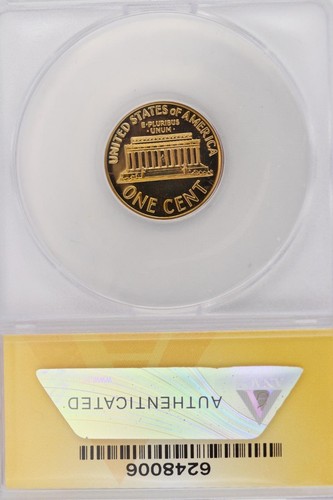 UNITED STATES OF AMERICA
E·PLURIBUS
·UNUM·
ONE CENT
AUTHENTICATED
6248006